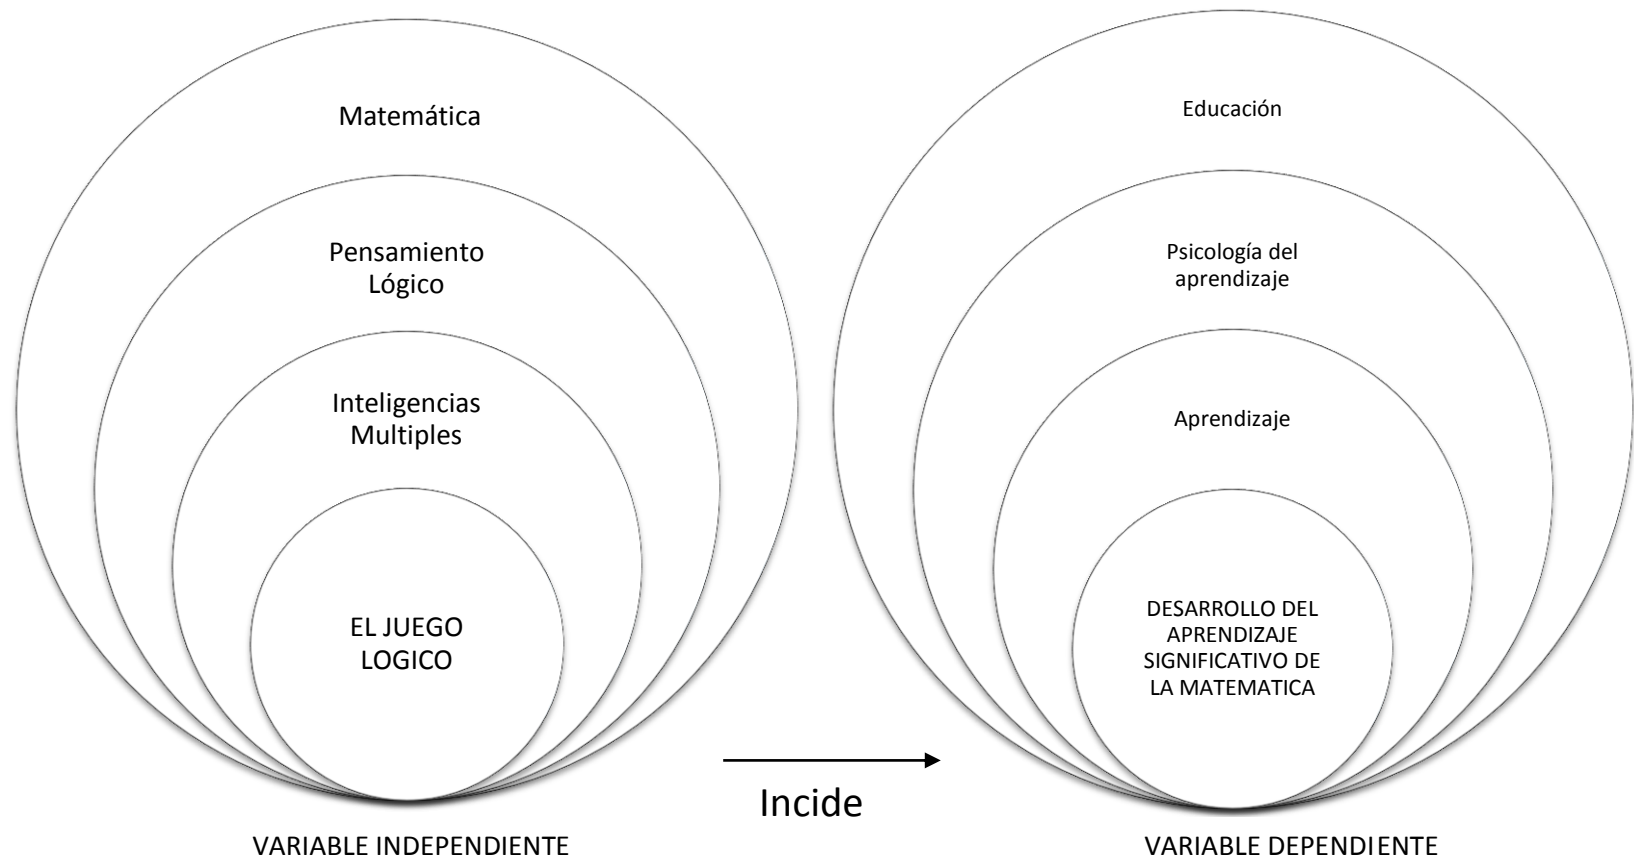 Matemática
Pensamiento
Lógico
Inteligencias
Multiples
EL JUEGO
LOGICO
VARIABLE INDEPENDIENTE
Incide
Educación
Psicología del
aprendizaje
Aprendizaje
DESARROLLO DEL
APRENDIZAJE
SIGNIFICATIVO DE
LA MATEMATICA
VARIABLE DEPENDIENTE